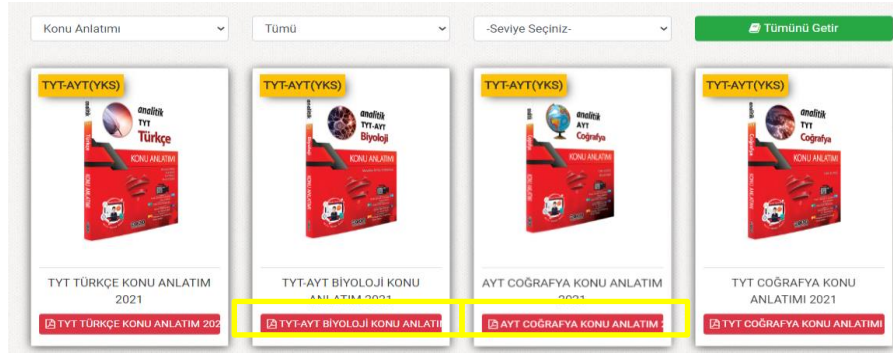 Konu Anlatımı
Tümü
-Seviye Seçiniz-
Tümünü Getir
TYT-AYT(YKS)
analitik
TYT
Türkçe
KONU ANLATIMI
TYT TÜRKÇE KONU ANLATIM
2021
TYT TÜRKÇE KONU ANLATIM 202
TYT-AYT(YKS)
analitik
TYT-AYT
Biyoloji
KONU ANLATIMI
TYT-AYT BİYOLOJİ KONU
ANLATIM 2021
TYT-AYT BİYOLOJİ KONU ANLATI
TYT-AYT(YKS)
analitik
AYT
Coğrafya
KONU ANLATIMI
AYT COĞRAFYA KONU ANLATIM
2021
AYT COĞRAFYA KONU ANLATIM 2
TYT-AYT(YKS)
analitik
TYT
Coğrafya
KONU ANLATIMI
TYT COĞRAFYA KONU
ANLATIMI 2021
TYT COĞRAFYA KONU ANLATIMI